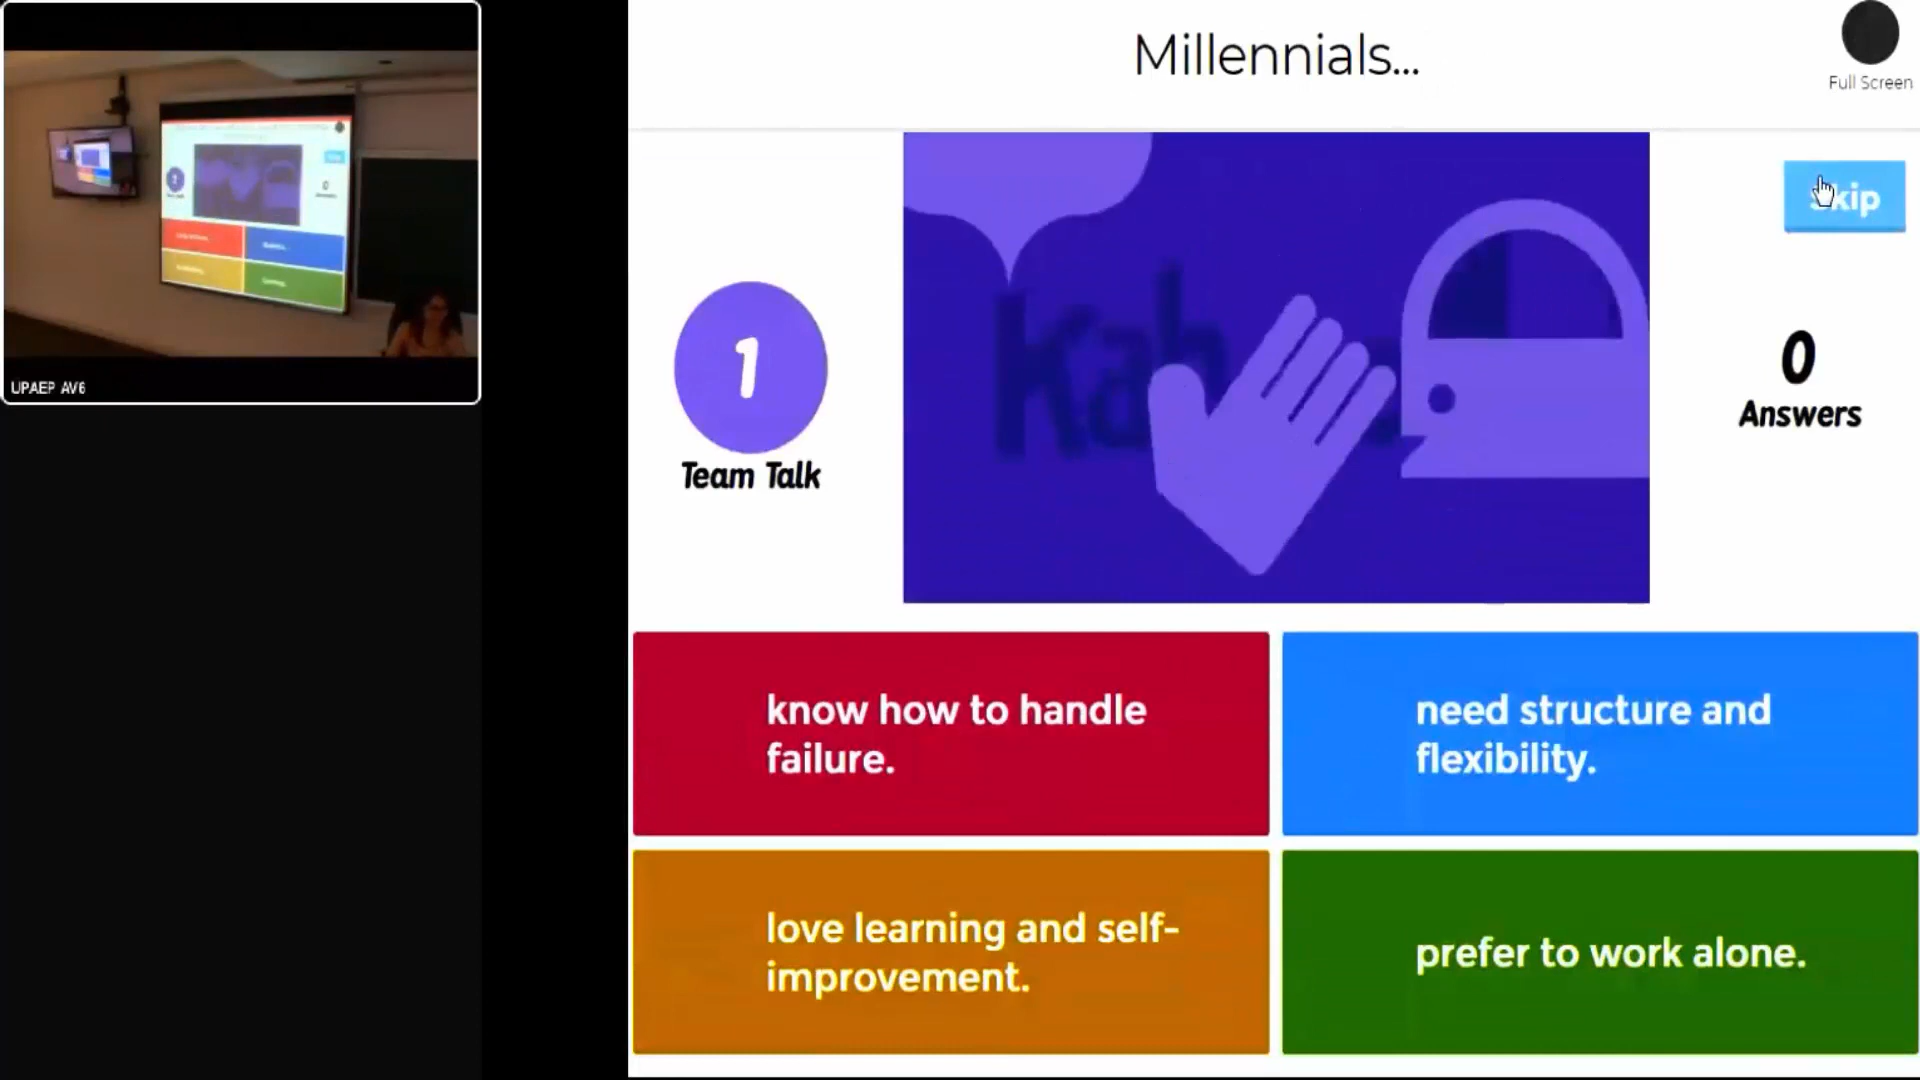 Millennials...
Full Screen
Skip
1
Team Talk
0
Answers
know how to handle
failure.
need structure and
flexibility.
love learning and self-
improvement.
prefer to work alone.
UPAEP AV6